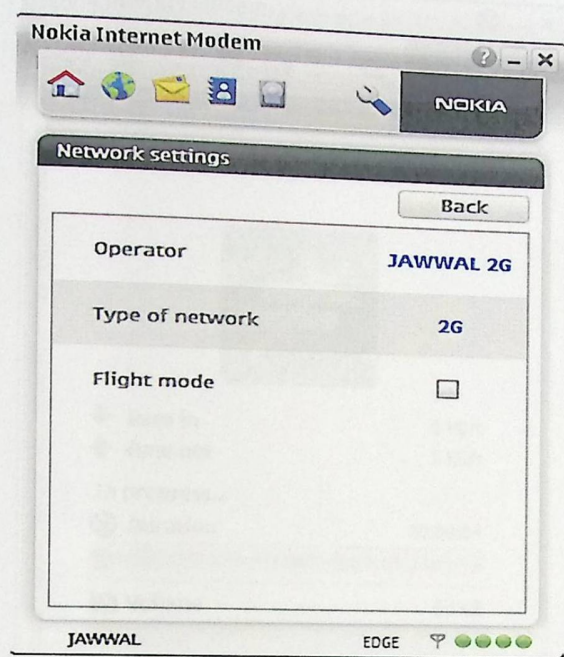 Nokia Internet Modem
NOKIA
Network settings
Back
Operator JAWWAL 2G
Type of network 2G
Flight mode
JAWWAL EDGE